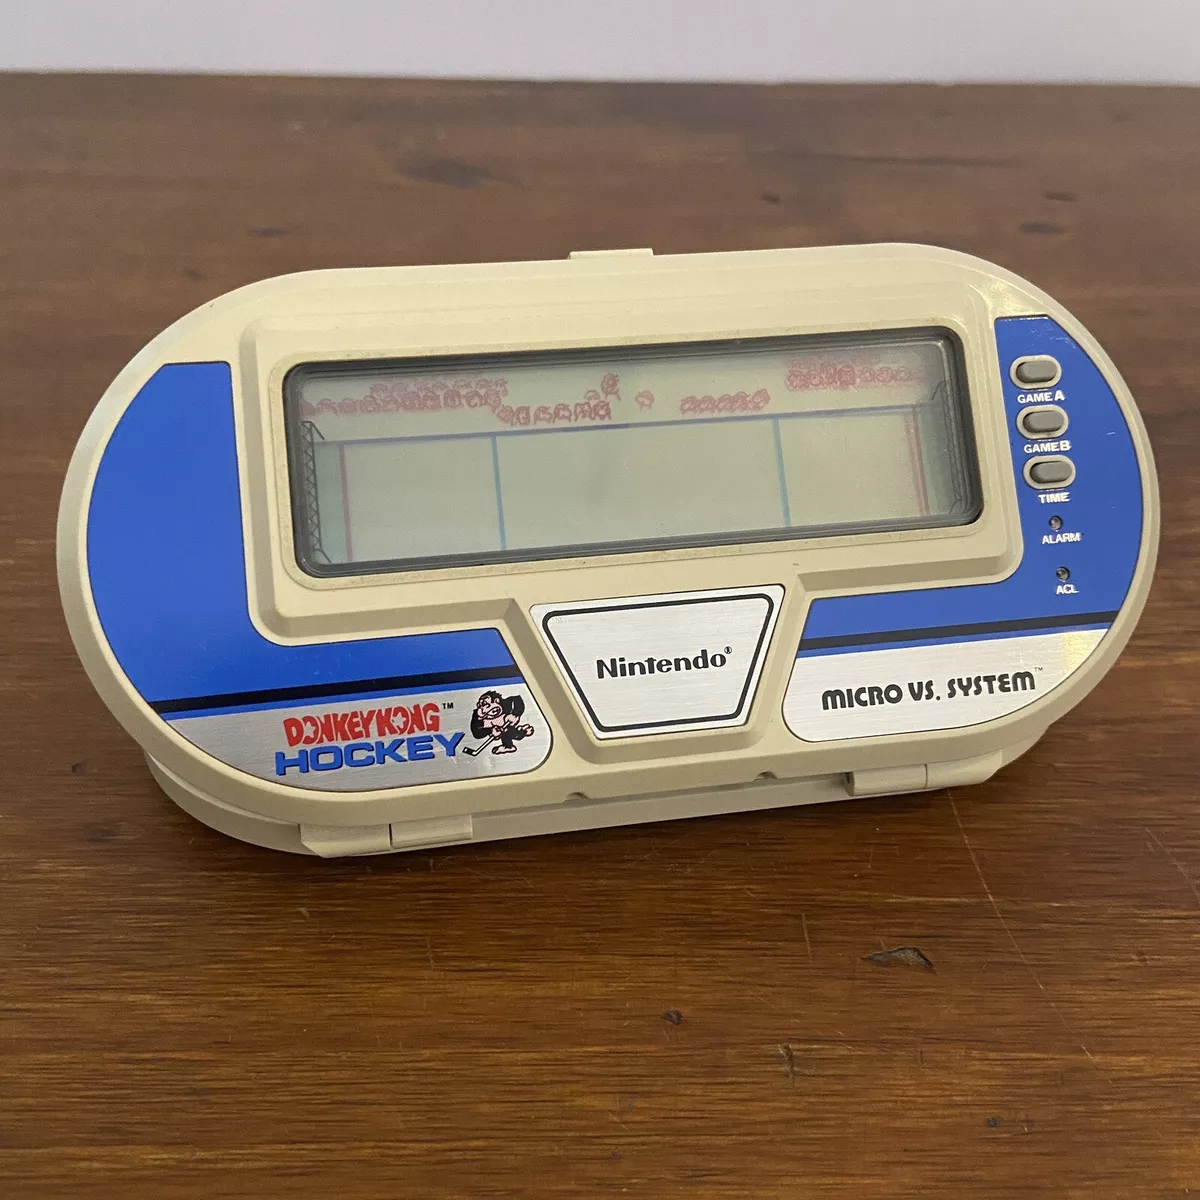 GAME A
GAME B
TIME
ALARM
ACL
Nintendo®
MICRO VS. SYSTEM™
DONKEY KONG™
HOCKEY